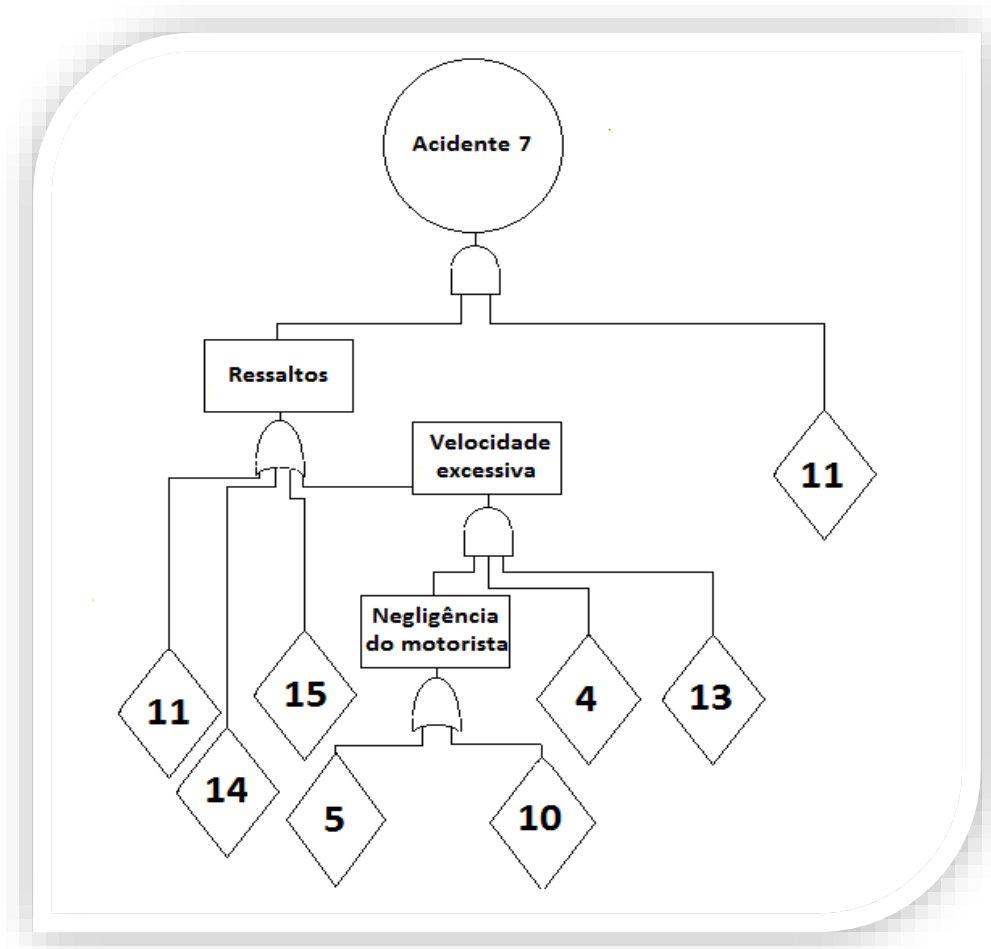 Acidente 7
Ressaltos
Velocidade
excessiva
11
Negligência
do motorista
15
4
13
11
14
5
10